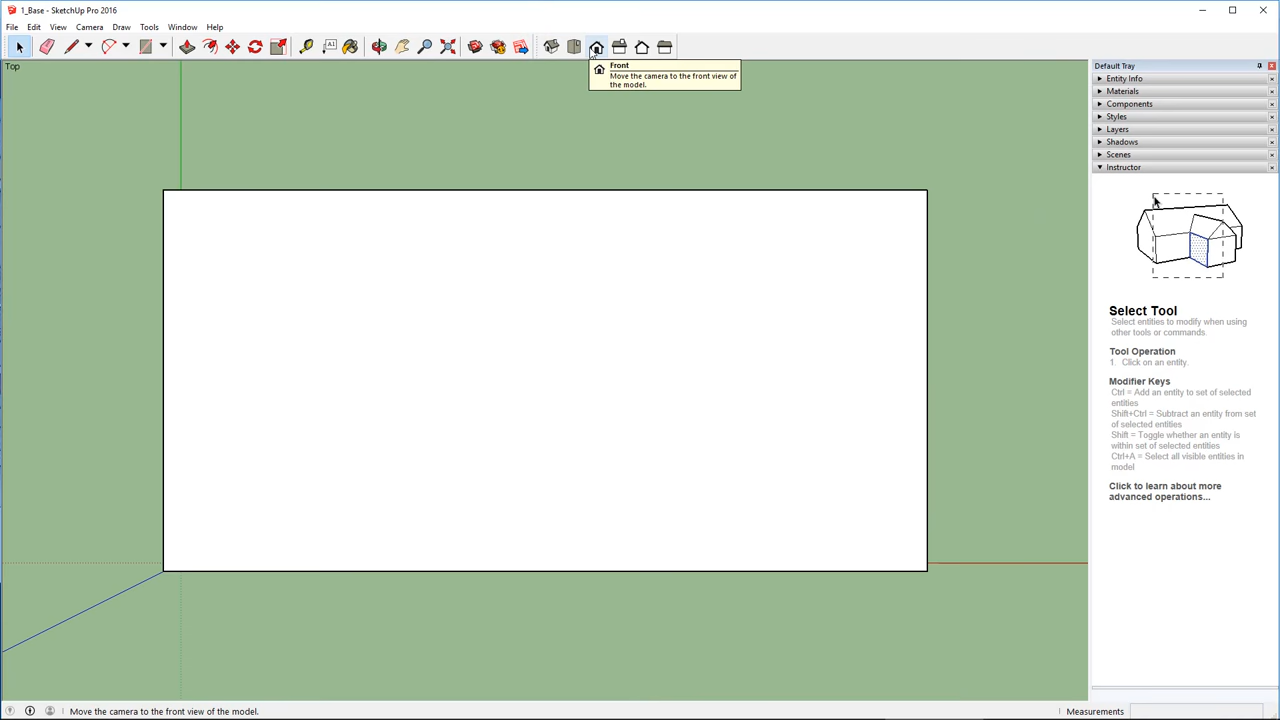 1_Base - SketchUp Pro 2016
File Edit View Camera Draw Tools Window Help
A1
Top
Front
Move the camera to the front view of
the model.
Default Tray
Entity Info
Materials
Components
Styles
Layers
Shadows
Scenes
Instructor
Select Tool
Select entities to modify when using
other tools or commands.
Tool Operation
1. Click on an entity.
Modifier Keys
Ctrl = Add an entity to set of selected
entities
Shift+Ctrl = Subtract an entity from set
of selected entities
Shift = Toggle whether an entity is
within set of selected entities
Ctrl+A = Select all visible entities in
model
Click to learn about more
advanced operations...
Move the camera to the front view of the model.
Measurements